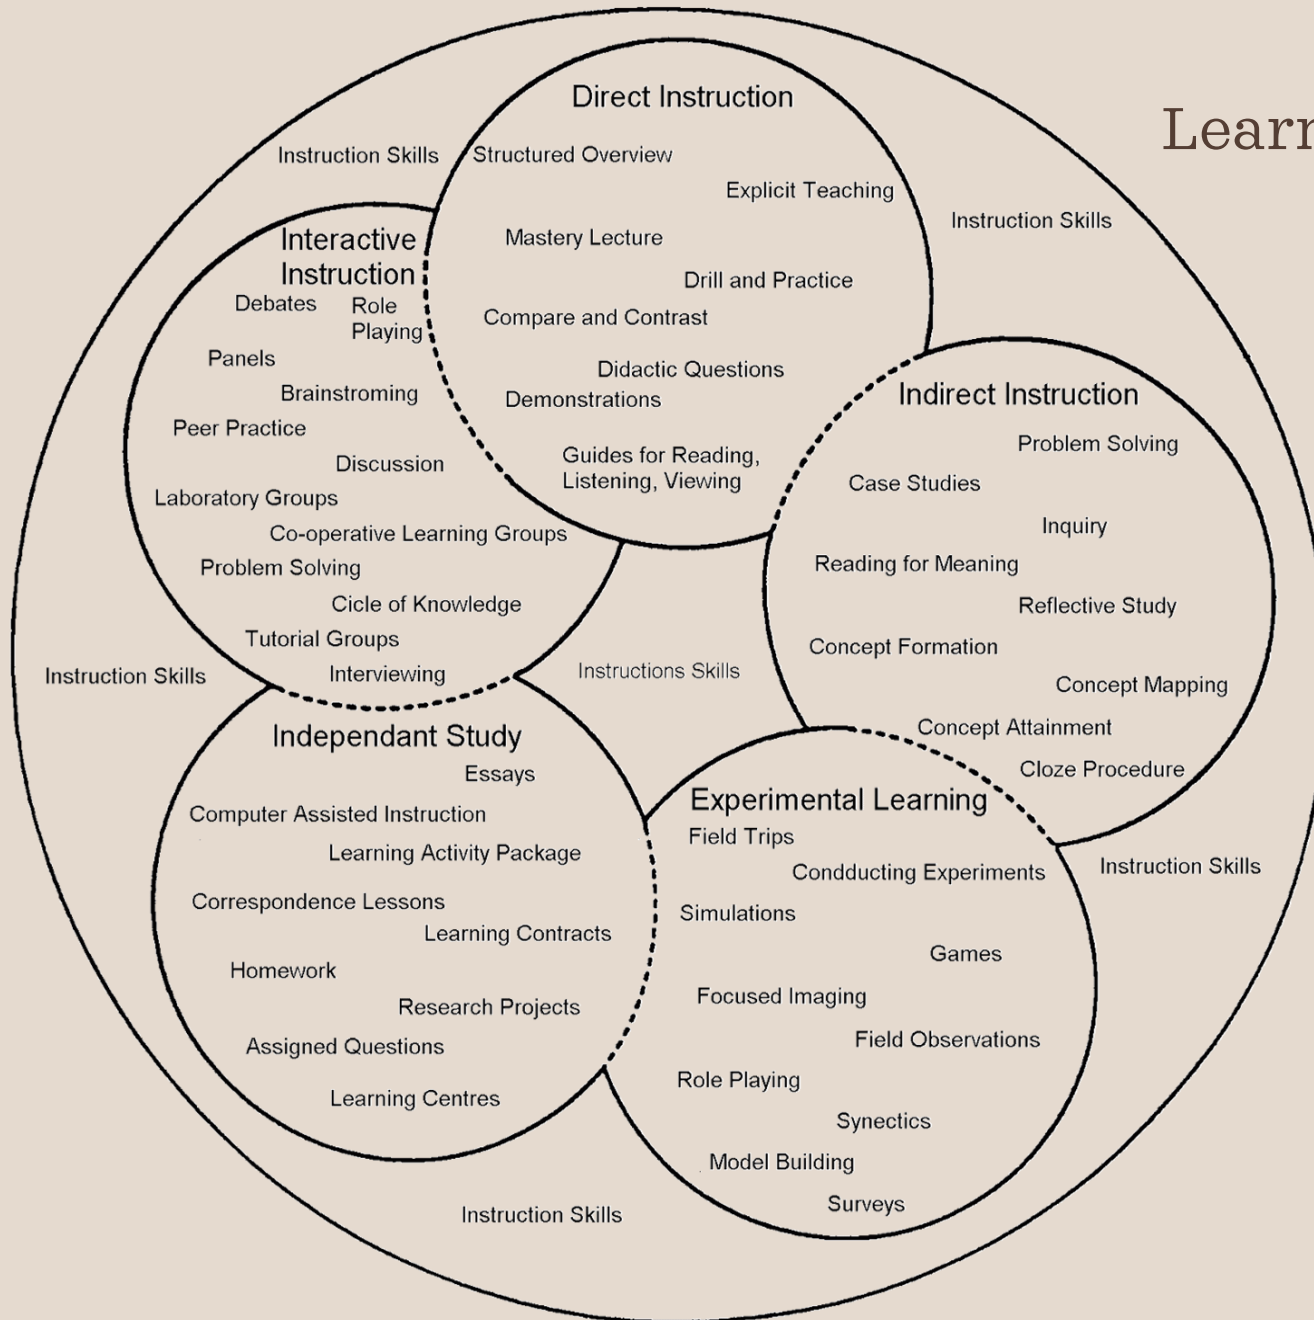 Learn
Direct Instruction
Structured Overview
Explicit Teaching
Mastery Lecture
Drill and Practice
Compare and Contrast
Didactic Questions
Demonstrations
Guides for Reading,
Listening, Viewing
Instruction Skills
Instruction Skills
Interactive
Instruction
Debates
Role
Playing
Panels
Brainstroming
Peer Practice
Discussion
Laboratory Groups
Co-operative Learning Groups
Problem Solving
Cicle of Knowledge
Tutorial Groups
Interviewing
Indirect Instruction
Problem Solving
Case Studies
Inquiry
Reading for Meaning
Reflective Study
Concept Formation
Concept Mapping
Concept Attainment
Cloze Procedure
Instruction Skills
Instructions Skills
Independant Study
Essays
Computer Assisted Instruction
Learning Activity Package
Correspondence Lessons
Learning Contracts
Homework
Research Projects
Assigned Questions
Learning Centres
Experimental Learning
Field Trips
Condducting Experiments
Simulations
Games
Focused Imaging
Field Observations
Role Playing
Synectics
Model Building
Surveys
Instruction Skills
Instruction Skills